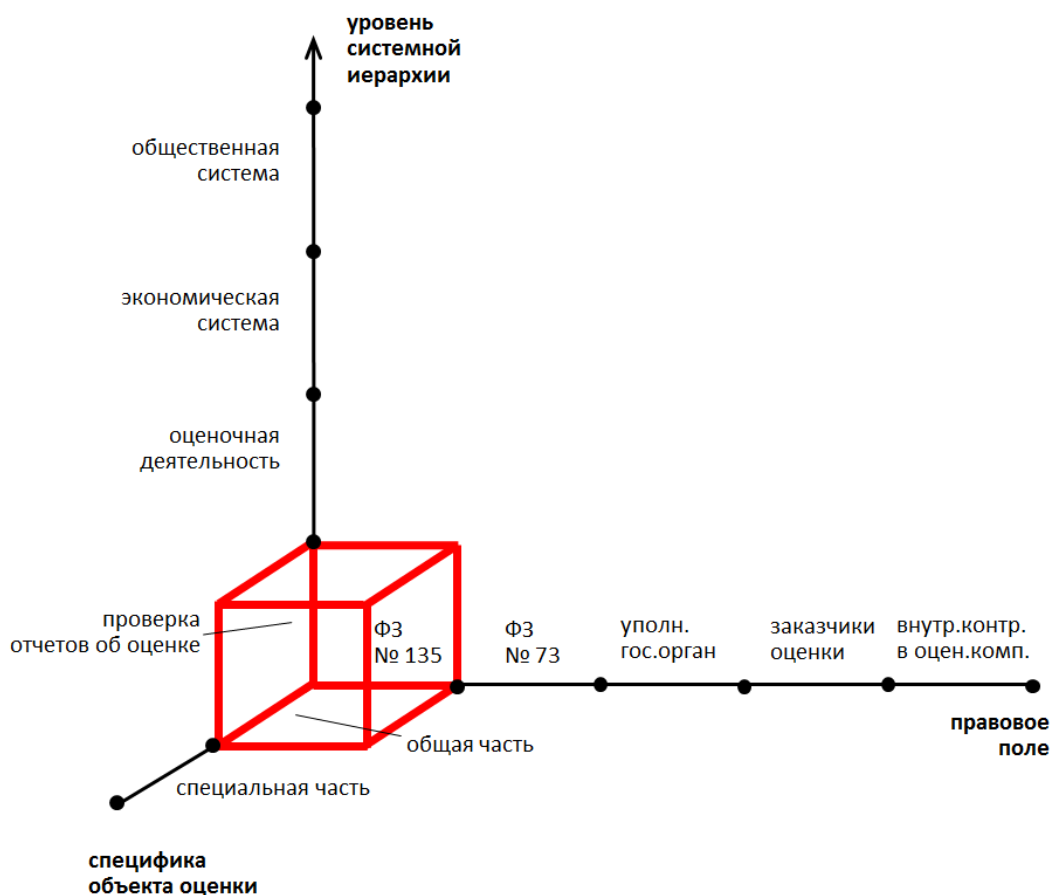 уровень
системной
иерархии
общественная
система
экономическая
система
оценочная
деятельность
проверка
отчетов об оценке
ФЗ
№ 135
ФЗ
№ 73
уполн.
гос.орган
заказчики
оценки
внутр.контр.
в оцен.комп.
правовое
поле
общая часть
специальная часть
специфика
объекта оценки